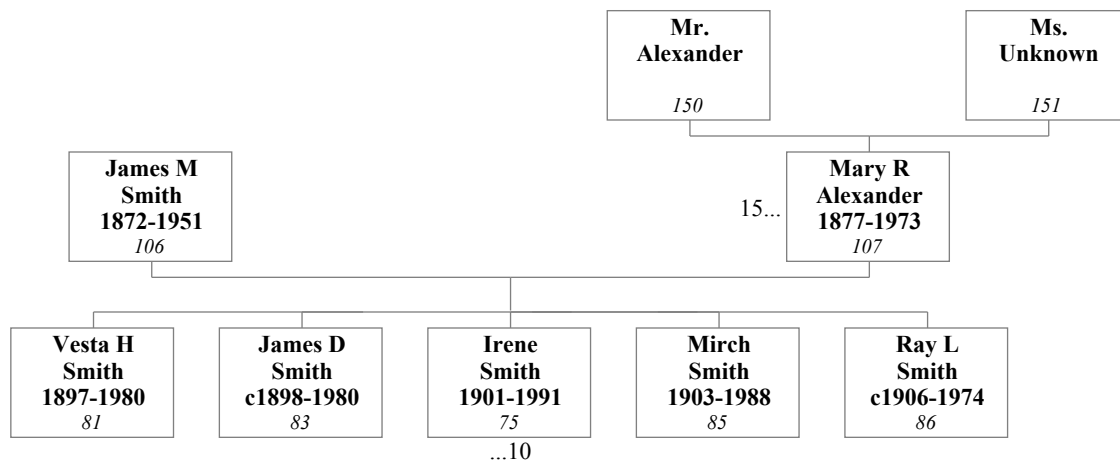 Mr.
Alexander
150
Ms.
Unknown
151
James M
Smith
1872-1951
106
15...
Mary R
Alexander
1877-1973
107
Vesta H
Smith
1897-1980
81
James D
Smith
c1898-1980
83
Irene
Smith
1901-1991
75
...10
Mirch
Smith
1903-1988
85
Ray L
Smith
c1906-1974
86